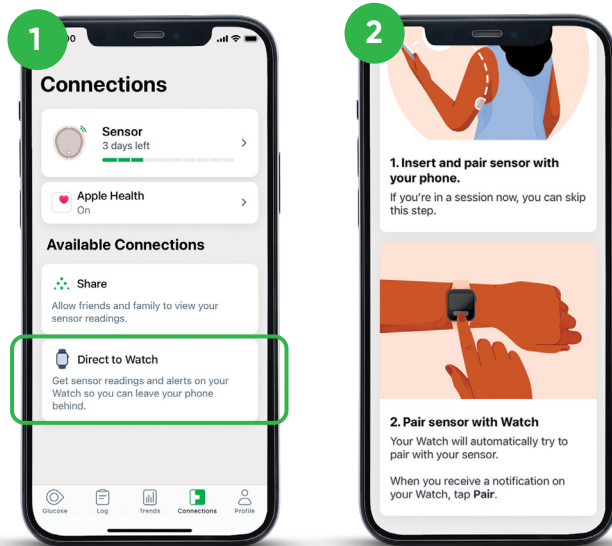 1
Connections
Sensor
3 days left
Apple Health
On
Available Connections
Share
Allow friends and family to view your
sensor readings.
Direct to Watch
Get sensor readings and alerts on your
Watch so you can leave your phone
behind.
Glucose Log Trends Connections Profile
2
1. Insert and pair sensor with
your phone.
If you're in a session now, you can skip
this step.
2. Pair sensor with Watch
Your Watch will automatically try to
pair with your sensor.
When you receive a notification on
your Watch, tap Pair.